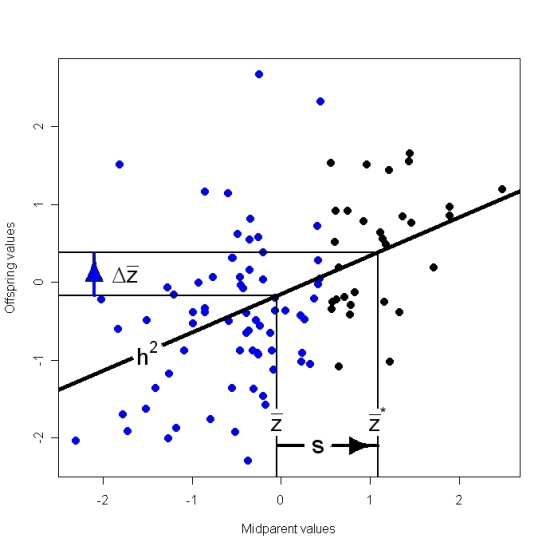 2
1
0
-1
-2
Offspring values
Δz̅
h²
z̅
z̅*
s
-2 -1 0 1 2
Midparent values